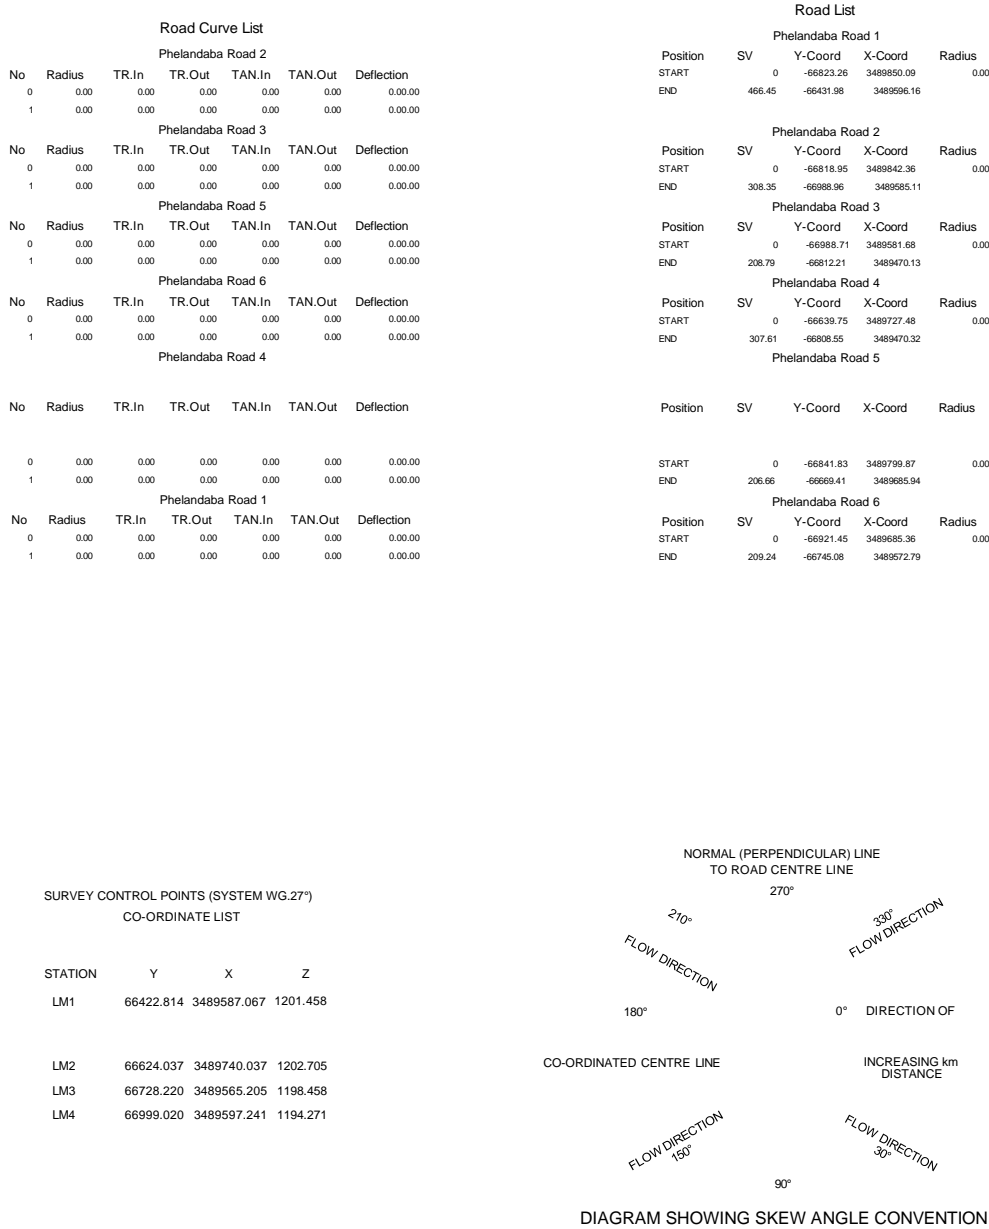 Road Curve List
Phelandaba Road 2
No Radius TR.In TR.Out TAN.In TAN.Out Deflection
0 0.00 0.00 0.00 0.00 0.00 0.00.00
1 0.00 0.00 0.00 0.00 0.00 0.00.00
Phelandaba Road 3
No Radius TR.In TR.Out TAN.In TAN.Out Deflection
0 0.00 0.00 0.00 0.00 0.00 0.00.00
1 0.00 0.00 0.00 0.00 0.00 0.00.00
Phelandaba Road 5
No Radius TR.In TR.Out TAN.In TAN.Out Deflection
0 0.00 0.00 0.00 0.00 0.00 0.00.00
1 0.00 0.00 0.00 0.00 0.00 0.00.00
Phelandaba Road 6
No Radius TR.In TR.Out TAN.In TAN.Out Deflection
0 0.00 0.00 0.00 0.00 0.00 0.00.00
1 0.00 0.00 0.00 0.00 0.00 0.00.00
Phelandaba Road 4
No Radius TR.In TR.Out TAN.In TAN.Out Deflection
0 0.00 0.00 0.00 0.00 0.00 0.00.00
1 0.00 0.00 0.00 0.00 0.00 0.00.00
Phelandaba Road 1
No Radius TR.In TR.Out TAN.In TAN.Out Deflection
0 0.00 0.00 0.00 0.00 0.00 0.00.00
1 0.00 0.00 0.00 0.00 0.00 0.00.00
Road List
Phelandaba Road 1
Position SV Y-Coord X-Coord Radius
START 0 -66823.26 3489850.09 0.00
END 466.45 -66431.98 3489596.16
Phelandaba Road 2
Position SV Y-Coord X-Coord Radius
START 0 -66818.95 3489842.36 0.00
END 308.35 -66988.96 3489585.11
Phelandaba Road 3
Position SV Y-Coord X-Coord Radius
START 0 -66988.71 3489581.68 0.00
END 208.79 -66812.21 3489470.13
Phelandaba Road 4
Position SV Y-Coord X-Coord Radius
START 0 -66639.75 3489727.48 0.00
END 307.61 -66808.55 3489470.32
Phelandaba Road 5
Position SV Y-Coord X-Coord Radius
START 0 -66841.83 3489799.87 0.00
END 206.66 -66669.41 3489685.94
Phelandaba Road 6
Position SV Y-Coord X-Coord Radius
START 0 -66921.45 3489685.36 0.00
END 209.24 -66745.08 3489572.79
SURVEY CONTROL POINTS (SYSTEM WG.27°)
CO-ORDINATE LIST
STATION Y X Z
LM1 66422.814 3489587.067 1201.458
LM2 66624.037 3489740.037 1202.705
LM3 66728.220 3489565.205 1198.458
LM4 66999.020 3489597.241 1194.271
NORMAL (PERPENDICULAR) LINE
TO ROAD CENTRE LINE
270°
210°
FLOW DIRECTION
330°
FLOW DIRECTION
180°
0° DIRECTION OF
CO-ORDINATED CENTRE LINE
INCREASING km
DISTANCE
FLOW DIRECTION
150°
FLOW DIRECTION
30°
90°
DIAGRAM SHOWING SKEW ANGLE CONVENTION